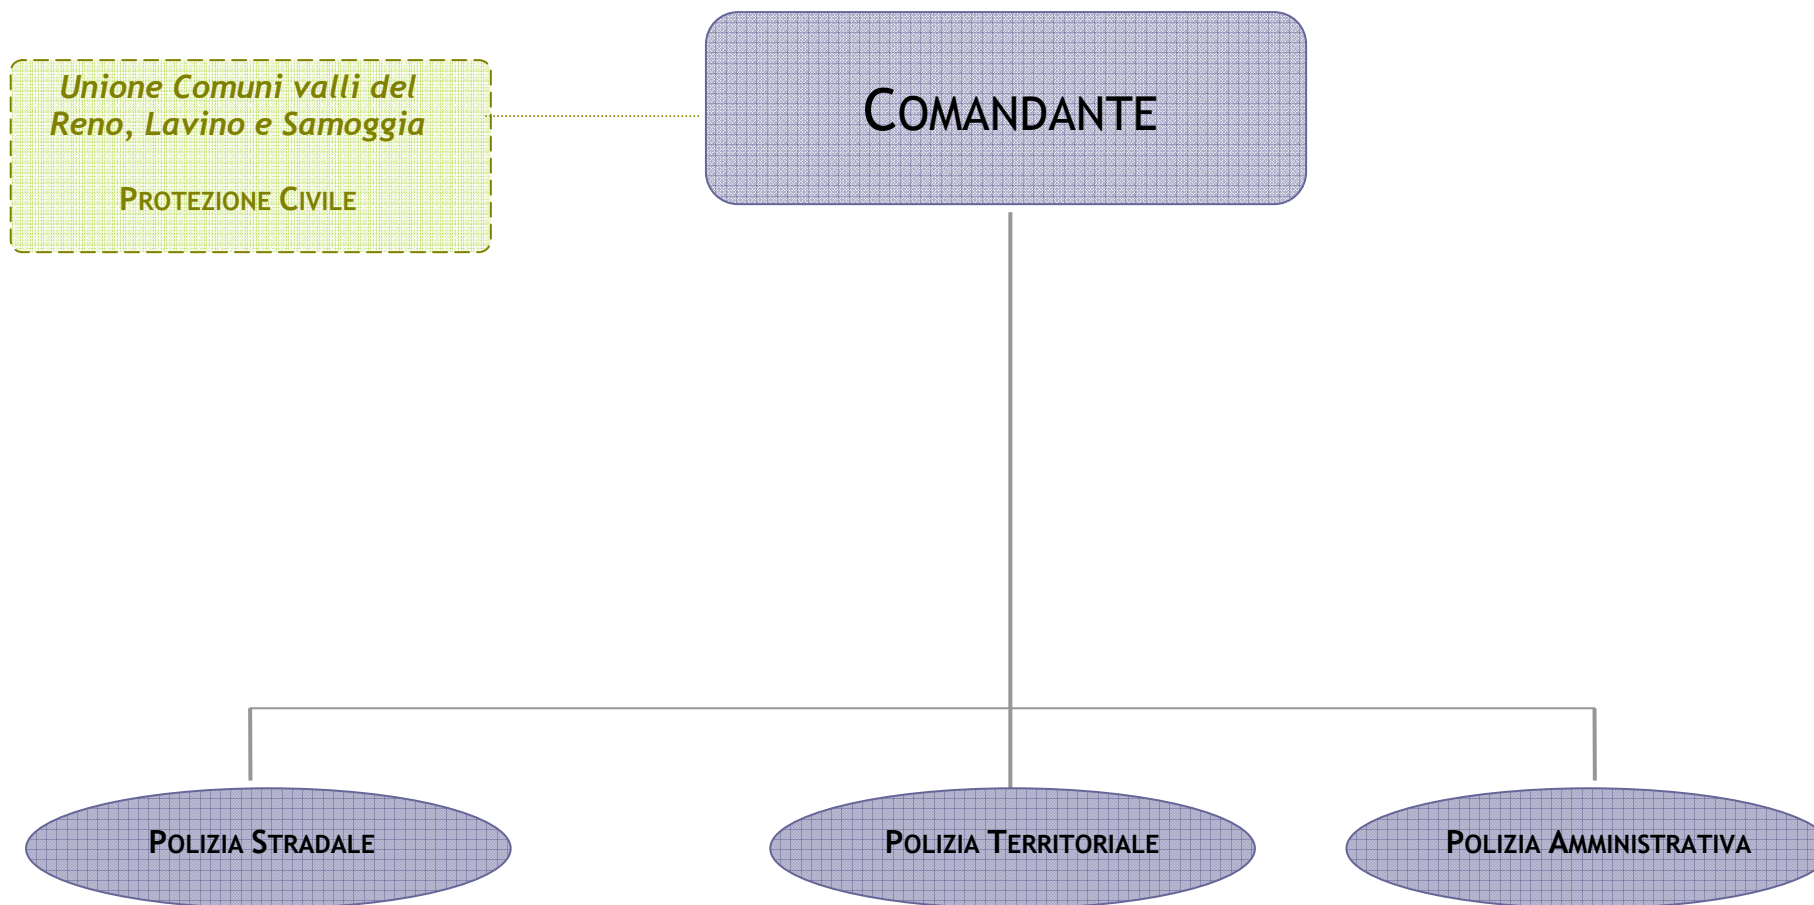 Unione Comuni valli del
Reno, Lavino e Samoggia
PROTEZIONE CIVILE
COMANDANTE
POLIZIA STRADALE
POLIZIA TERRITORIALE
POLIZIA AMMINISTRATIVA